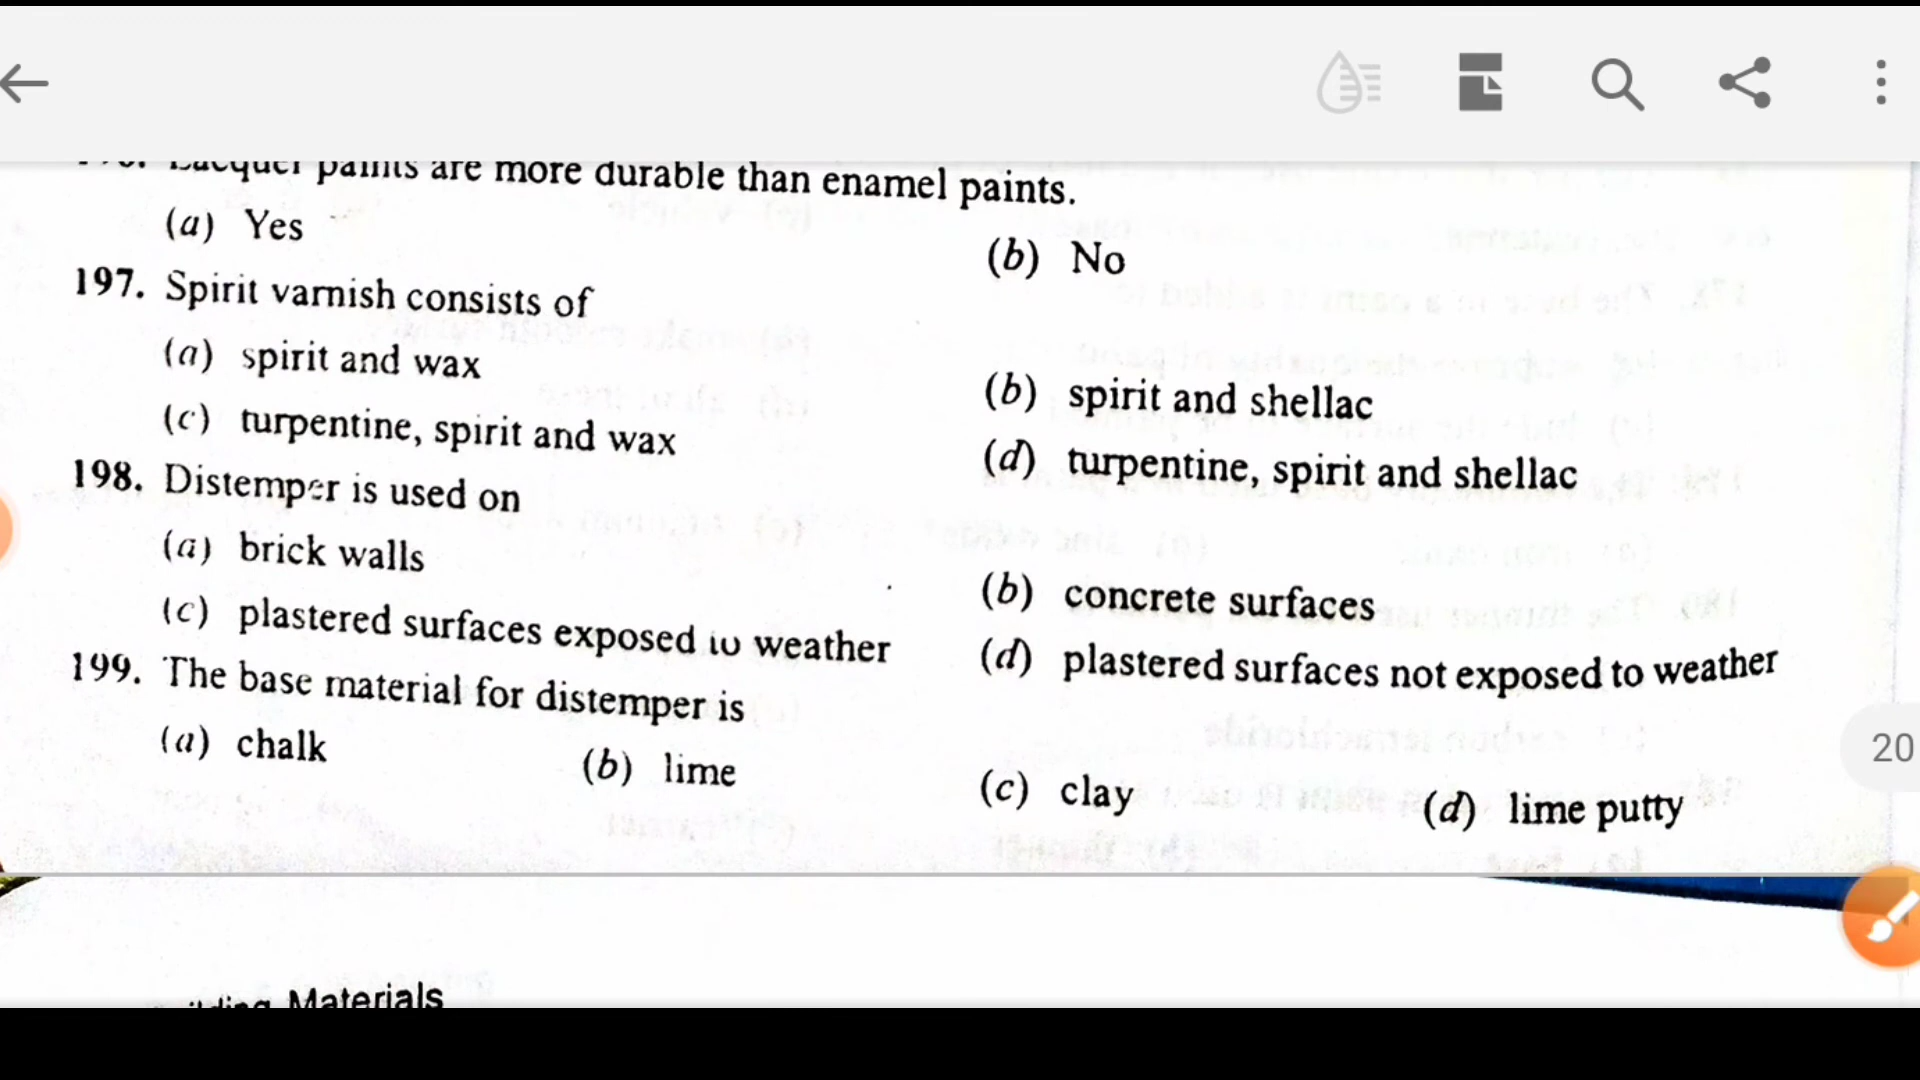 Lacquer paints are more durable than enamel paints.
(a) Yes
(b) No
197. Spirit varnish consists of
(a) spirit and wax
(b) spirit and shellac
(c) turpentine, spirit and wax
(d) turpentine, spirit and shellac
198. Distemper is used on
(a) brick walls
(b) concrete surfaces
(c) plastered surfaces exposed to weather
(d) plastered surfaces not exposed to weather
199. The base material for distemper is
(a) chalk (b) lime (c) clay (d) lime putty
20
Materials